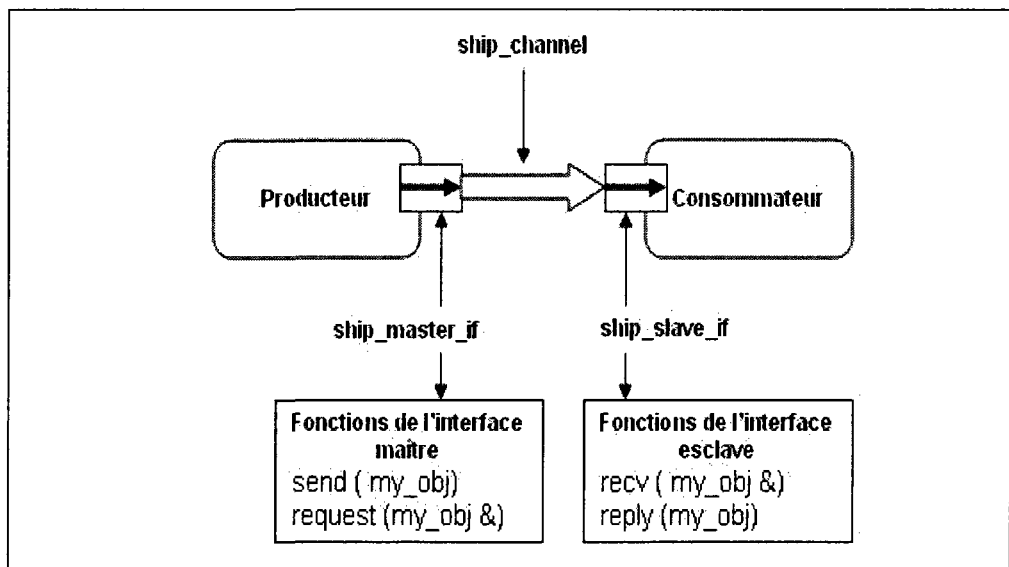 ship_channel
Producteur
Consommateur
ship_master_if
ship_slave_if
Fonctions de l'interface
maître
send ( my_obj)
request (my_obj &)
Fonctions de l'interface
esclave
recv ( my_obj &)
reply (my_obj)